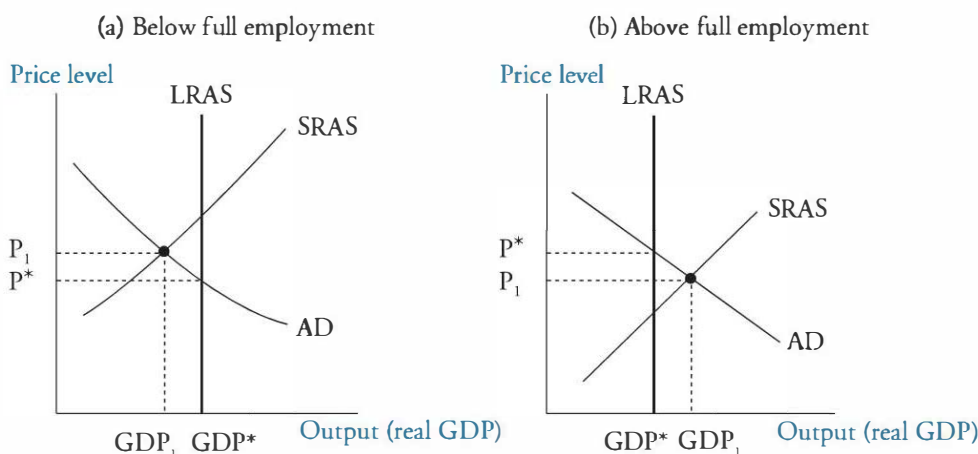 (a) Below full employment
Price level
LRAS
SRAS
P₁
P*
AD
GDP₁ GDP*
Output (real GDP)
(b) Above full employment
Price level
LRAS
SRAS
P*
P₁
AD
GDP* GDP₁
Output (real GDP)